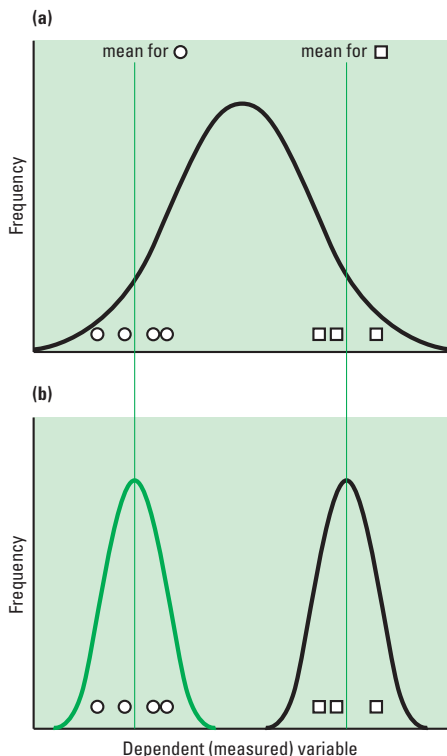 (a)
mean for
mean for
Frequency
(b)
Frequency
Dependent (measured) variable